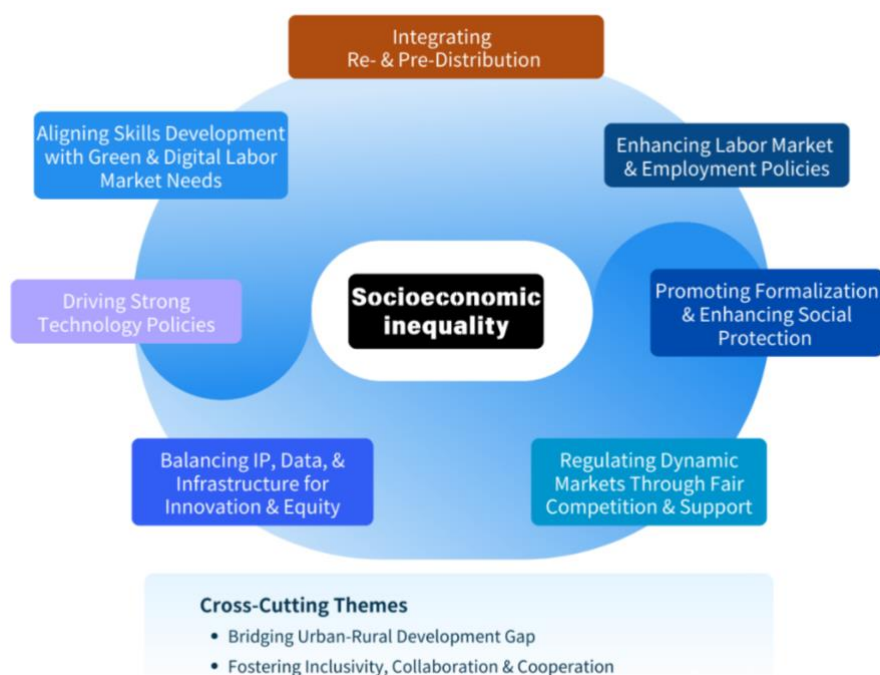 Integrating
Re- & Pre-Distribution
Aligning Skills Development
with Green & Digital Labor
Market Needs
Enhancing Labor Market
& Employment Policies
Driving Strong
Technology Policies
Socioeconomic
inequality
Promoting Formalization
& Enhancing Social
Protection
Balancing IP, Data, &
Infrastructure for
Innovation & Equity
Regulating Dynamic
Markets Through Fair
Competition & Support
Cross-Cutting Themes
• Bridging Urban-Rural Development Gap
• Fostering Inclusivity, Collaboration & Cooperation